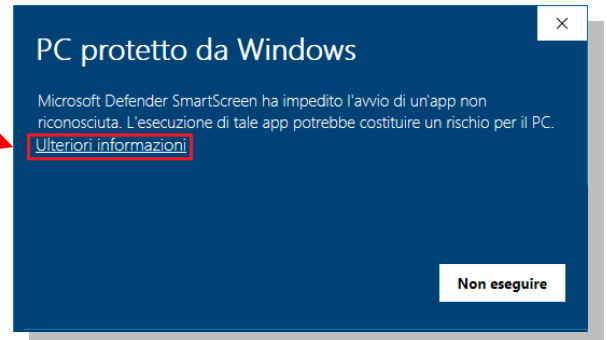 PC protetto da Windows
Microsoft Defender SmartScreen ha impedito l'avvio di un'app non
riconosciuta. L'esecuzione di tale app potrebbe costituire un rischio per il PC.
Ulteriori informazioni
Non eseguire